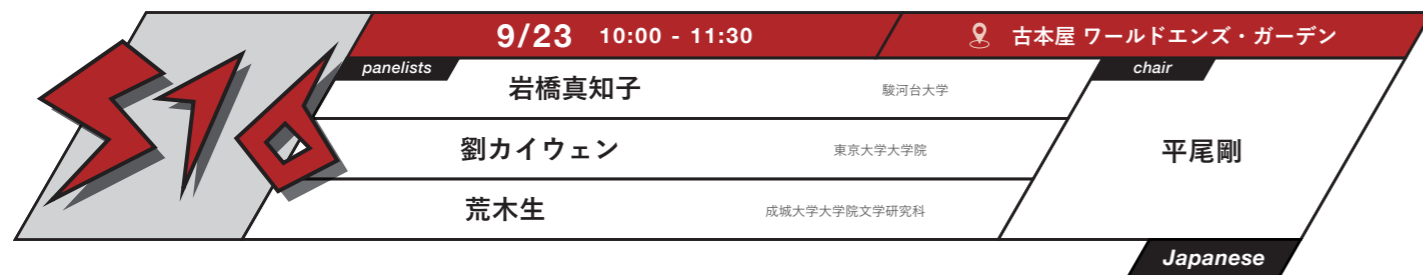 S16
9/23 10:00 - 11:30 古本屋 ワールドエンズ・ガーデン
panelists chair
岩橋真知子 駿河台大学
劉カイウェン 東京大学大学院
平尾剛
荒木生 成城大学大学院文学研究科
Japanese